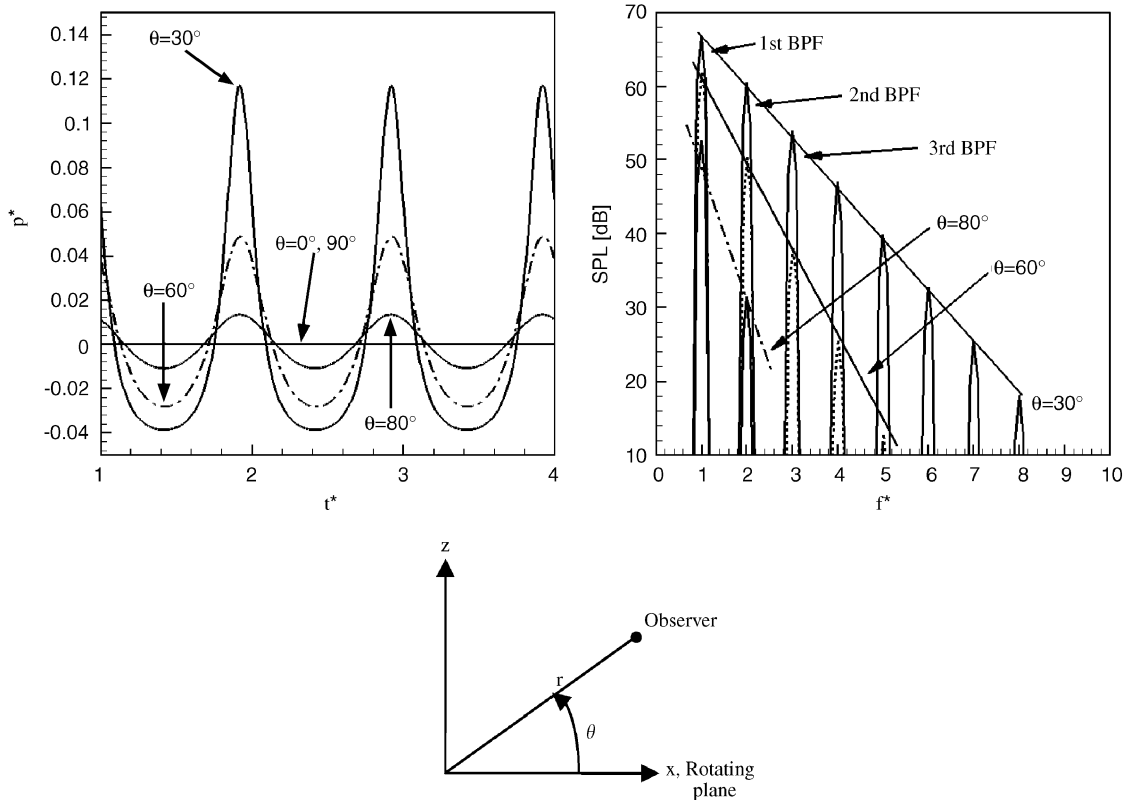 0.14
0.12
0.1
0.08
0.06
0.04
0.02
0
-0.02
-0.04
p*
θ=30°
θ=0°, 90°
θ=60°
θ=80°
1
2
3
4
t*
70
60
50
40
30
20
10
SPL [dB]
1st BPF
2nd BPF
3rd BPF
θ=80°
θ=60°
θ=30°
0
1
2
3
4
5
6
7
8
9
10
f*
z
Observer
r
θ
x, Rotating
plane